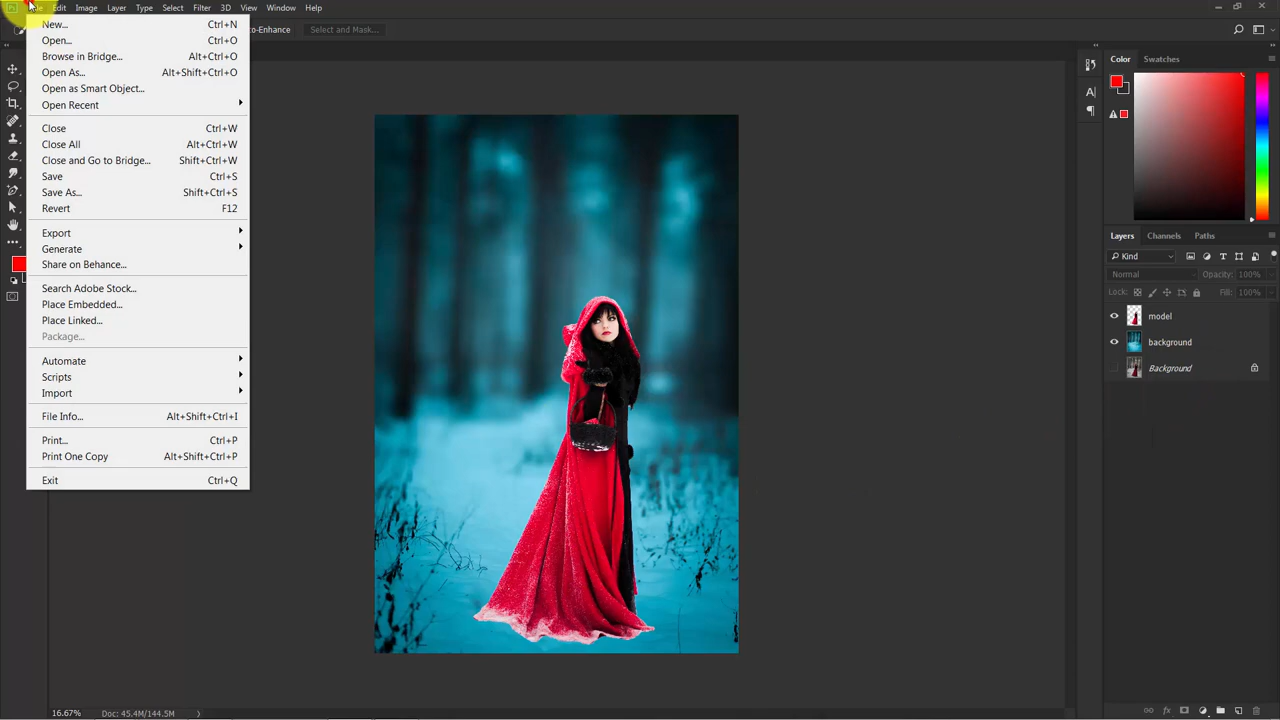 Edit Image Layer Type Select Filter 3D View Window Help
o-Enhance Select and Mask...
New... Ctrl+N
Open... Ctrl+O
Browse in Bridge... Alt+Ctrl+O
Open As... Alt+Shift+Ctrl+O
Open as Smart Object...
Open Recent
Close Ctrl+W
Close All Alt+Ctrl+W
Close and Go to Bridge... Shift+Ctrl+W
Save Ctrl+S
Save As... Shift+Ctrl+S
Revert F12
Export
Generate
Share on Behance...
Search Adobe Stock...
Place Embedded...
Place Linked...
Package...
Automate
Scripts
Import
File Info... Alt+Shift+Ctrl+I
Print... Ctrl+P
Print One Copy Alt+Shift+Ctrl+P
Exit Ctrl+Q
Color Swatches
Layers Channels Paths
Kind
Normal Opacity: 100%
Lock: Fill: 100%
model
background
Background
16.67% Doc: 45.4M/144.5M